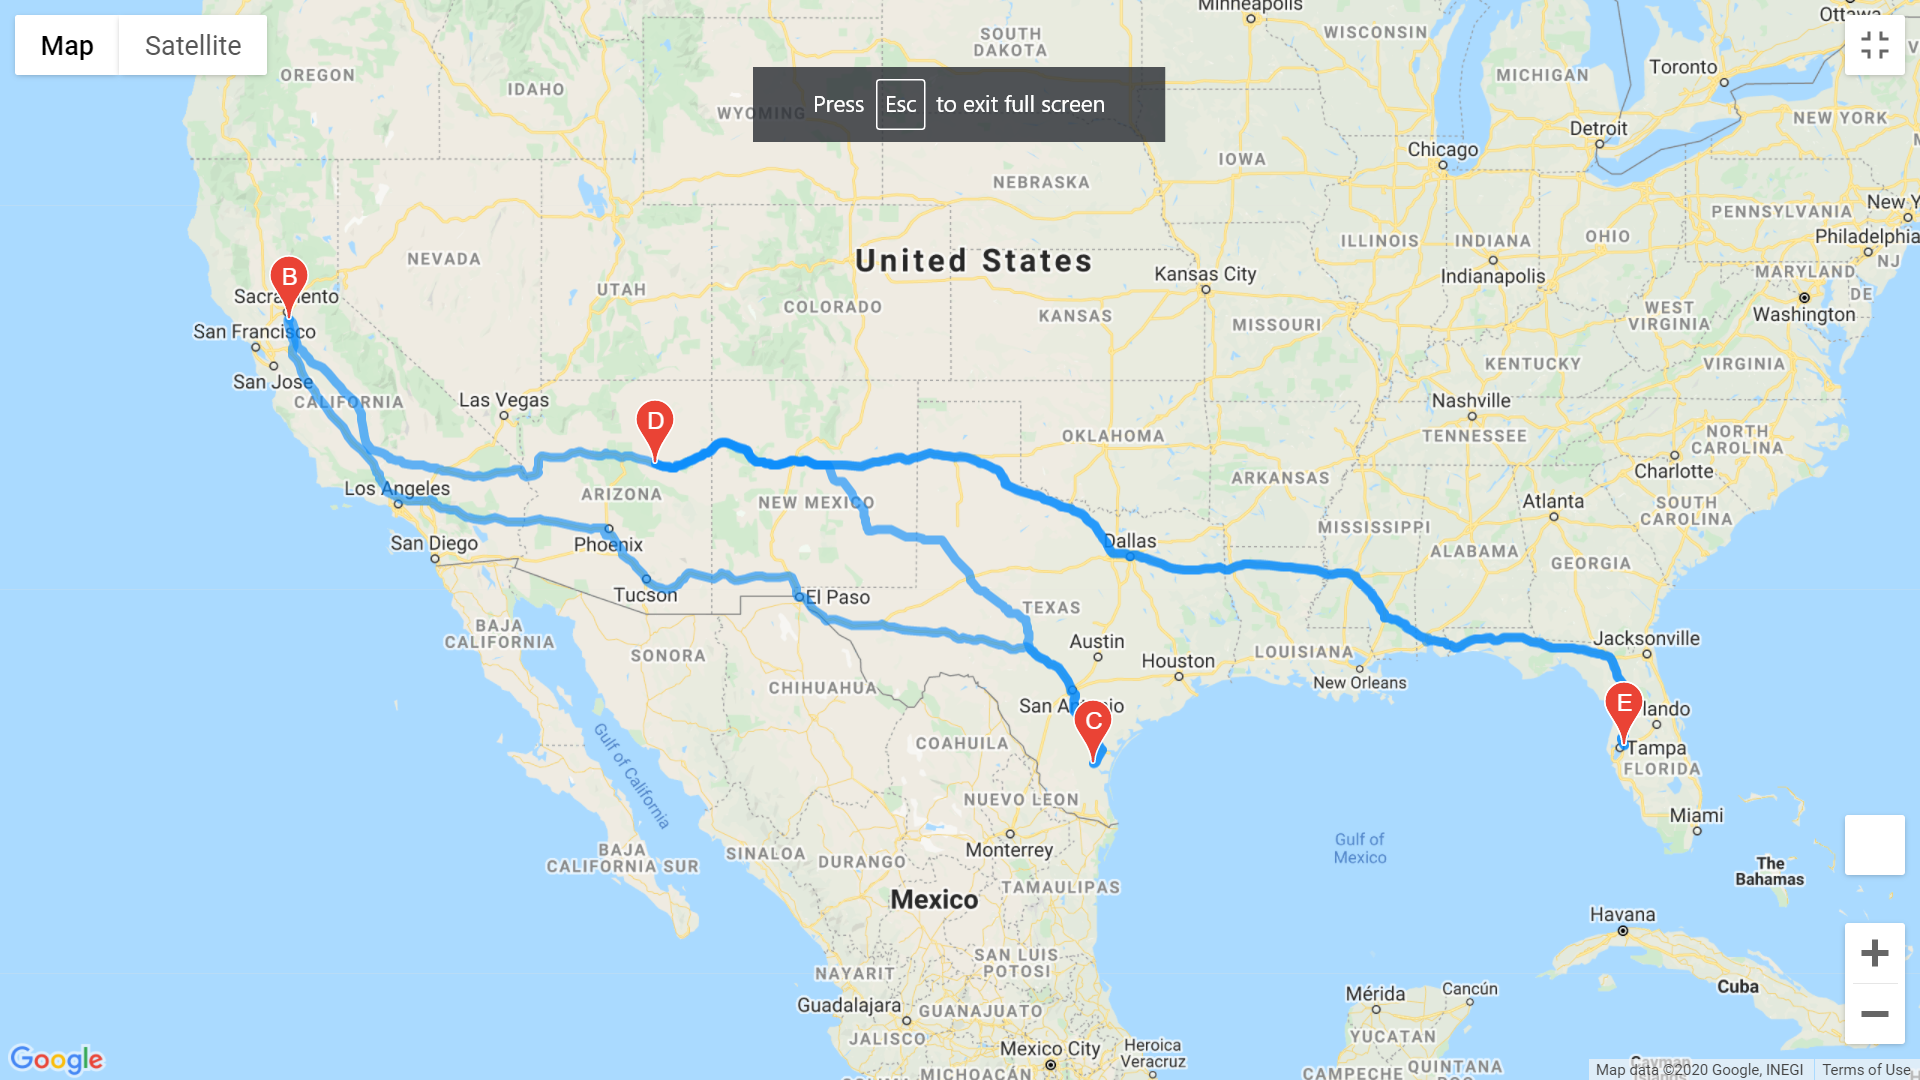 Map
Satellite
Press Esc to exit full screen
Minneapolis
SOUTH
DAKOTA
WISCONSIN
Ottawa
OREGON
IDAHO
WYOMING
MICHIGAN
Toronto
NEW YORK
Detroit
Chicago
IOWA
NEBRASKA
PENNSYLVANIA
New Y
Philadelphia
ILLINOIS
INDIANA
OHIO
NJ
NEVADA
United States
Kansas City
Indianapolis
MARYLAND
DE
B
Sacramento
UTAH
COLORADO
KANSAS
MISSOURI
WEST
VIRGINIA
Washington
San Francisco
San Jose
CALIFORNIA
KENTUCKY
VIRGINIA
Las Vegas
Nashville
TENNESSEE
D
OKLAHOMA
NORTH
CAROLINA
Charlotte
ARKANSAS
Los Angeles
ARIZONA
NEW MEXICO
Atlanta
SOUTH
CAROLINA
MISSISSIPPI
San Diego
Phoenix
Dallas
ALABAMA
GEORGIA
Tucson
El Paso
TEXAS
BAJA
CALIFORNIA
Austin
Jacksonville
SONORA
Houston
LOUISIANA
New Orleans
CHIHUAHUA
San Antonio
C
E
lando
Tampa
FLORIDA
COAHUILA
Gulf of California
NUEVO LEON
Miami
Monterrey
Gulf of
Mexico
BAJA
CALIFORNIA SUR
SINALOA
DURANGO
The
Bahamas
TAMAULIPAS
Mexico
Havana
SAN LUIS
POTOSI
NAYARIT
Cuba
Mérida
Cancún
Guadalajara
GUANAJUATO
JALISCO
YUCATAN
Mexico City
Heroica
Veracruz
CAMPECHE
QUINTANA
MICHOACÁN
Google
Map data ©2020 Google, INEGI
Terms of Use